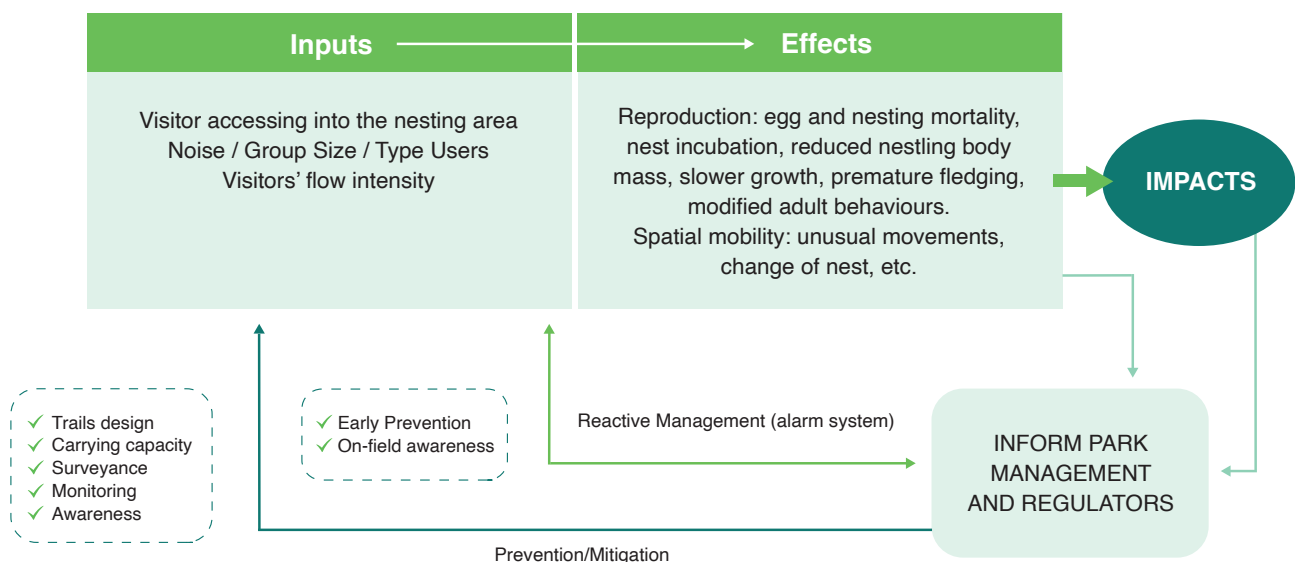 Inputs
Effects
Visitor accessing into the nesting area
Noise / Group Size / Type Users
Visitors’ flow intensity
Reproduction: egg and nesting mortality,
nest incubation, reduced nestling body
mass, slower growth, premature fledging,
modified adult behaviours.
Spatial mobility: unusual movements,
change of nest, etc.
IMPACTS
Trails design
Carrying capacity
Surveyance
Monitoring
Awareness
Early Prevention
On-field awareness
Reactive Management (alarm system)
INFORM PARK
MANAGEMENT
AND REGULATORS
Prevention/Mitigation